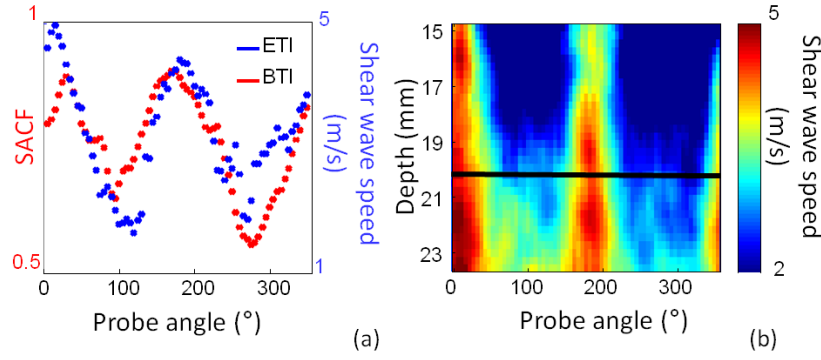 1
SACF
0.5
ETI
BTI
5
Shear wave speed
(m/s)
1
0
100
200
300
Probe angle (°)
(a)
15
17
19
21
23
Depth (mm)
0
100
200
300
Probe angle (°)
5
Shear wave speed
(m/s)
2
(b)